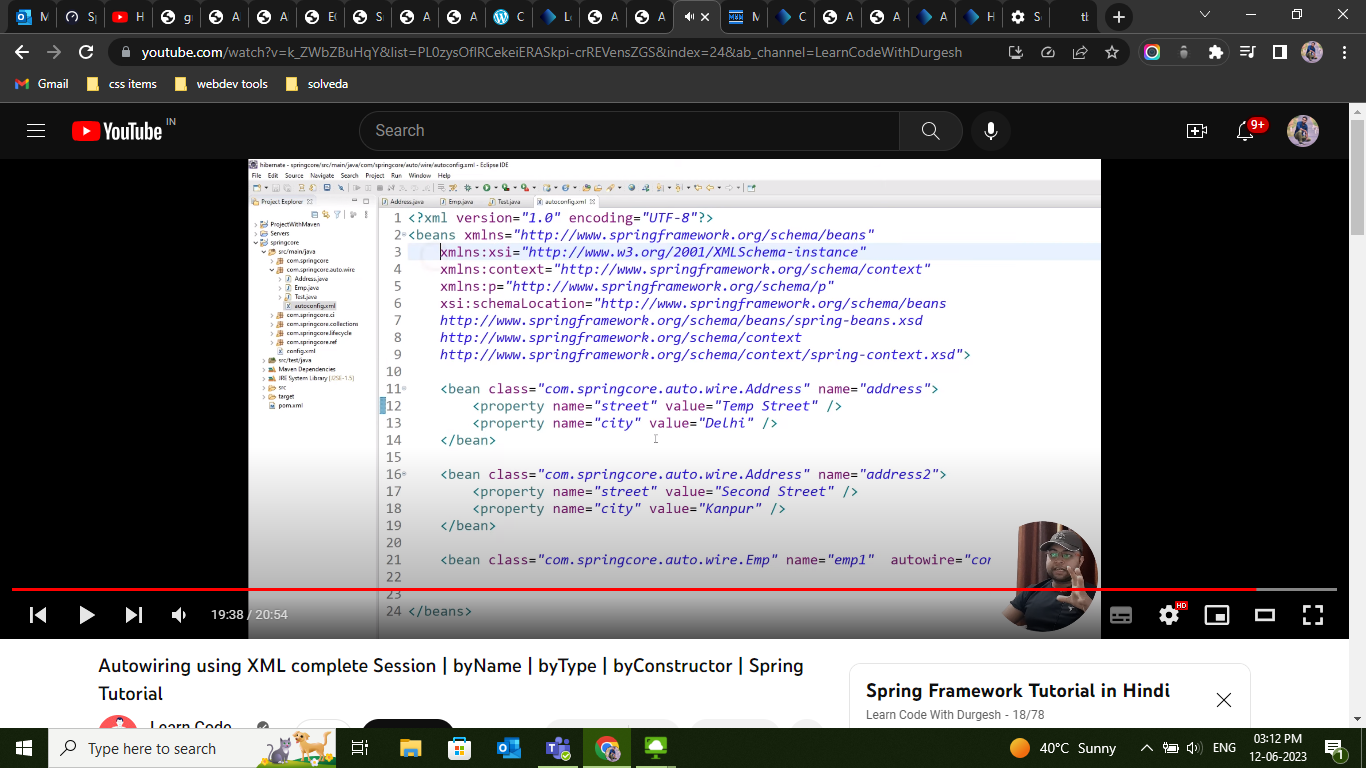 youtube.com/watch?v=k_ZWbZBuHqY&list=PL0zysOflRCekeiERASkpi-crREVensZGS&index=24&ab_channel=LearnCodeWithDurgesh
Gmail css items webdev tools solveda
YouTube IN
Search
9+
hibernate - springcore/src/main/java/com/springcore/auto/wire/autoconfig.xml - Eclipse IDE
File Edit Source Navigate Search Project Run Window Help
Project Explorer
Address.java Emp.java Test.java autoconfig.xml
ProjectWithMaven
Servers
springcore
src/main/java
com.springcore
com.springcore.auto.wire
Address.java
Emp.java
Test.java
autoconfig.xml
com.springcore.ci
com.springcore.collections
com.springcore.lifecycle
com.springcore.ref
config.xml
src/test/java
Maven Dependencies
JRE System Library [J2SE-1.5]
src
target
pom.xml
1 <?xml version="1.0" encoding="UTF-8"?>
2 <beans xmlns="http://www.springframework.org/schema/beans"
3 xmlns:xsi="http://www.w3.org/2001/XMLSchema-instance"
4 xmlns:context="http://www.springframework.org/schema/context"
5 xmlns:p="http://www.springframework.org/schema/p"
6 xsi:schemaLocation="http://www.springframework.org/schema/beans
7 http://www.springframework.org/schema/beans/spring-beans.xsd
8 http://www.springframework.org/schema/context
9 http://www.springframework.org/schema/context/spring-context.xsd">
10
11 <bean class="com.springcore.auto.wire.Address" name="address">
12 <property name="street" value="Temp Street" />
13 <property name="city" value="Delhi" />
14 </bean>
15
16 <bean class="com.springcore.auto.wire.Address" name="address2">
17 <property name="street" value="Second Street" />
18 <property name="city" value="Kanpur" />
19 </bean>
20
21 <bean class="com.springcore.auto.wire.Emp" name="emp1" autowire="con
22
23
24 </beans>
19:38 / 20:54
HD
Autowiring using XML complete Session | byName | byType | byConstructor | Spring
Tutorial
Learn Code
Spring Framework Tutorial in Hindi
Learn Code With Durgesh - 18/78
Type here to search
40°C Sunny
ENG
03:12 PM
12-06-2023
1